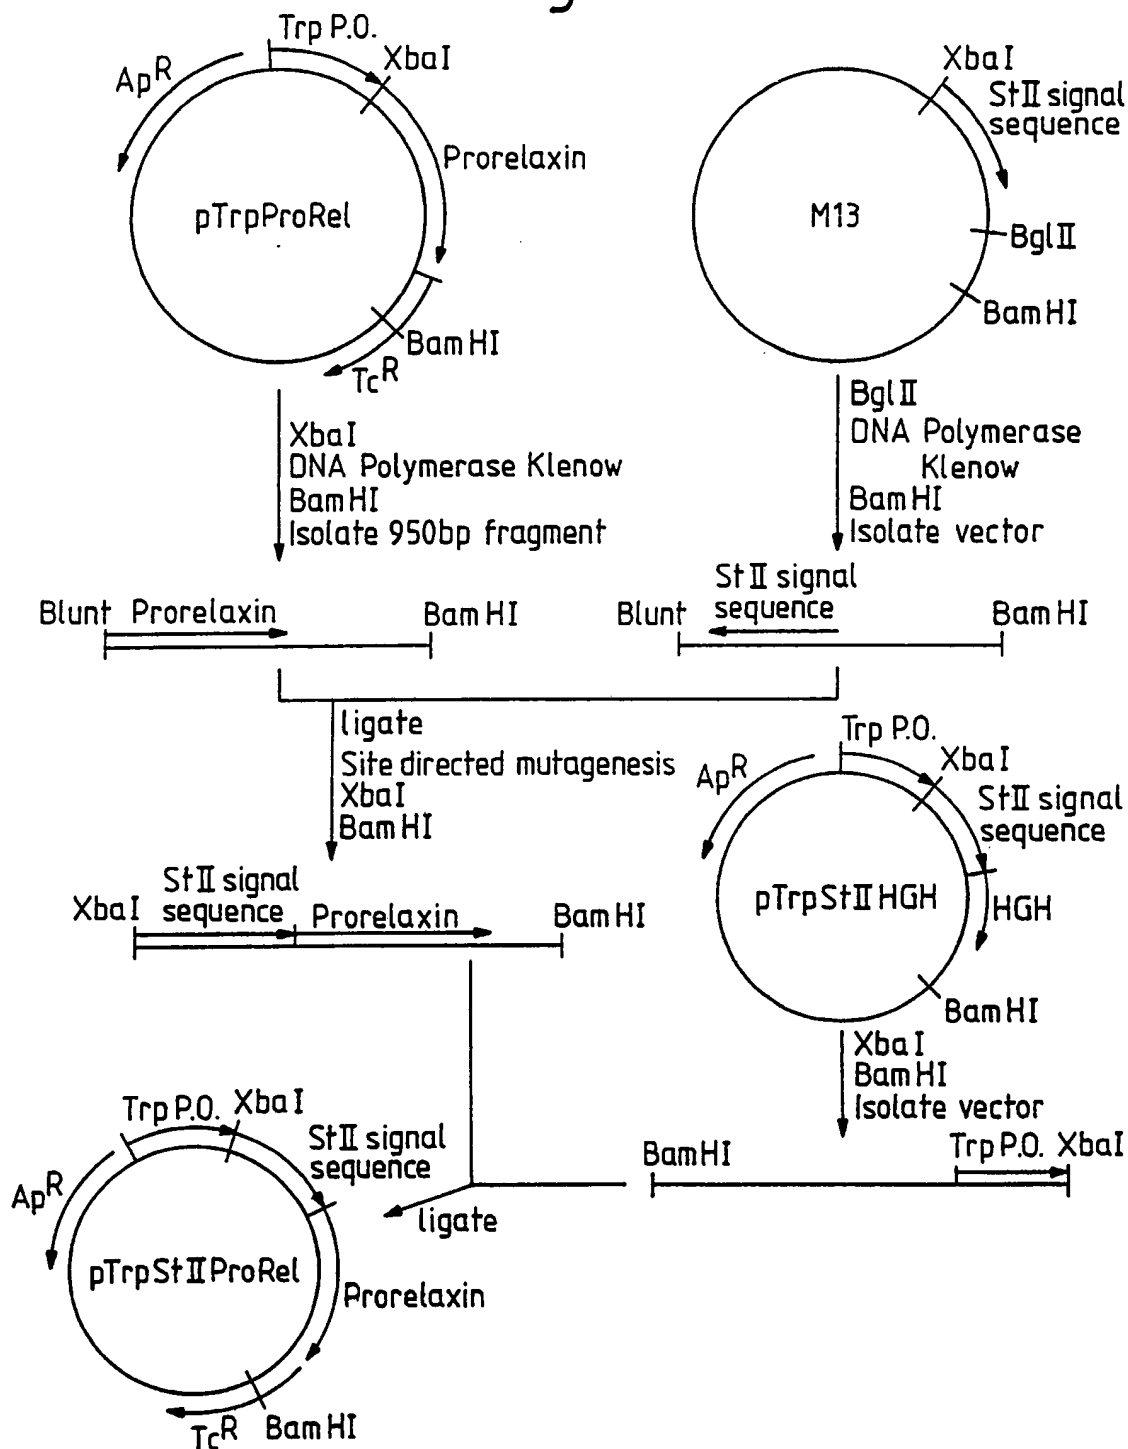 Trp P.O.
XbaI
ApR
Prorelaxin
pTrpProRel
BamHI
TcR
XbaI
StII signal
sequence
M13
BglII
BamHI
XbaI
DNA Polymerase Klenow
BamHI
Isolate 950bp fragment
BglII
DNA Polymerase
Klenow
BamHI
Isolate vector
Blunt Prorelaxin BamHI
StII signal
Blunt sequence BamHI
ligate
Site directed mutagenesis
XbaI
BamHI
Trp P.O.
XbaI
ApR
StII signal
sequence
pTrpStIIHGH
HGH
BamHI
StII signal
XbaI sequence Prorelaxin BamHI
XbaI
BamHI
Isolate vector
BamHI Trp P.O. XbaI
ligate
Trp P.O. XbaI
StII signal
sequence
ApR
pTrpStIIProRel
Prorelaxin
TcR BamHI